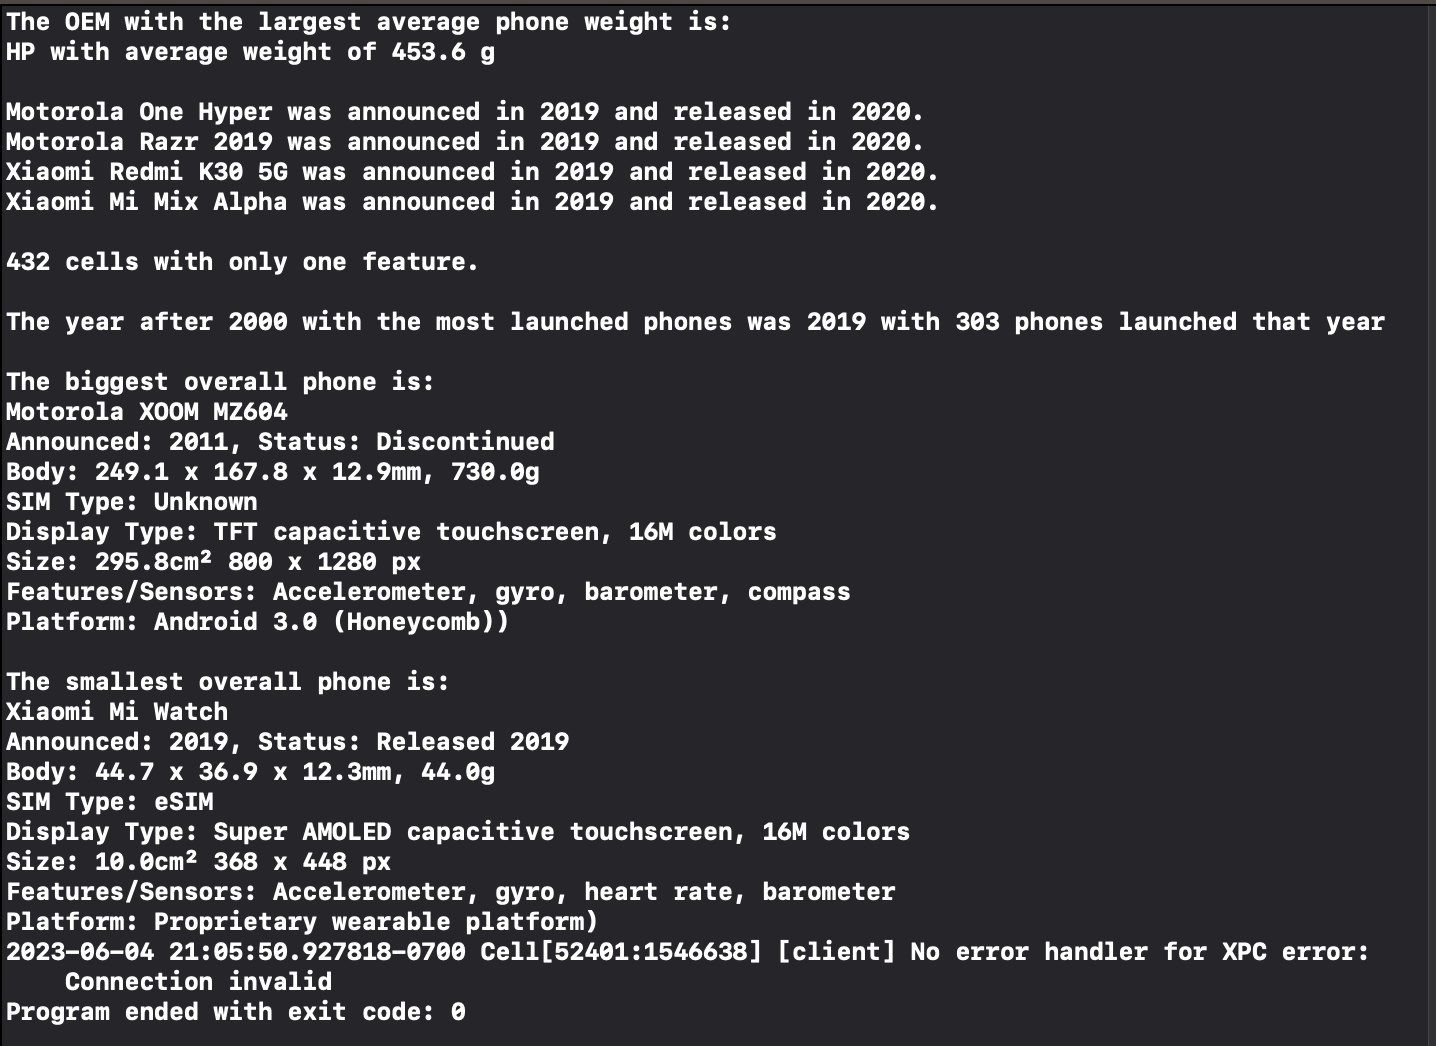 The OEM with the largest average phone weight is:
HP with average weight of 453.6 g
Motorola One Hyper was announced in 2019 and released in 2020.
Motorola Razr 2019 was announced in 2019 and released in 2020.
Xiaomi Redmi K30 5G was announced in 2019 and released in 2020.
Xiaomi Mi Mix Alpha was announced in 2019 and released in 2020.
432 cells with only one feature.
The year after 2000 with the most launched phones was 2019 with 303 phones launched that year
The biggest overall phone is:
Motorola XOOM MZ604
Announced: 2011, Status: Discontinued
Body: 249.1 x 167.8 x 12.9mm, 730.0g
SIM Type: Unknown
Display Type: TFT capacitive touchscreen, 16M colors
Size: 295.8cm² 800 x 1280 px
Features/Sensors: Accelerometer, gyro, barometer, compass
Platform: Android 3.0 (Honeycomb))
The smallest overall phone is:
Xiaomi Mi Watch
Announced: 2019, Status: Released 2019
Body: 44.7 x 36.9 x 12.3mm, 44.0g
SIM Type: eSIM
Display Type: Super AMOLED capacitive touchscreen, 16M colors
Size: 10.0cm² 368 x 448 px
Features/Sensors: Accelerometer, gyro, heart rate, barometer
Platform: Proprietary wearable platform)
2023-06-04 21:05:50.927818-0700 Cell[52401:1546638] [client] No error handler for XPC error:
Connection invalid
Program ended with exit code: 0